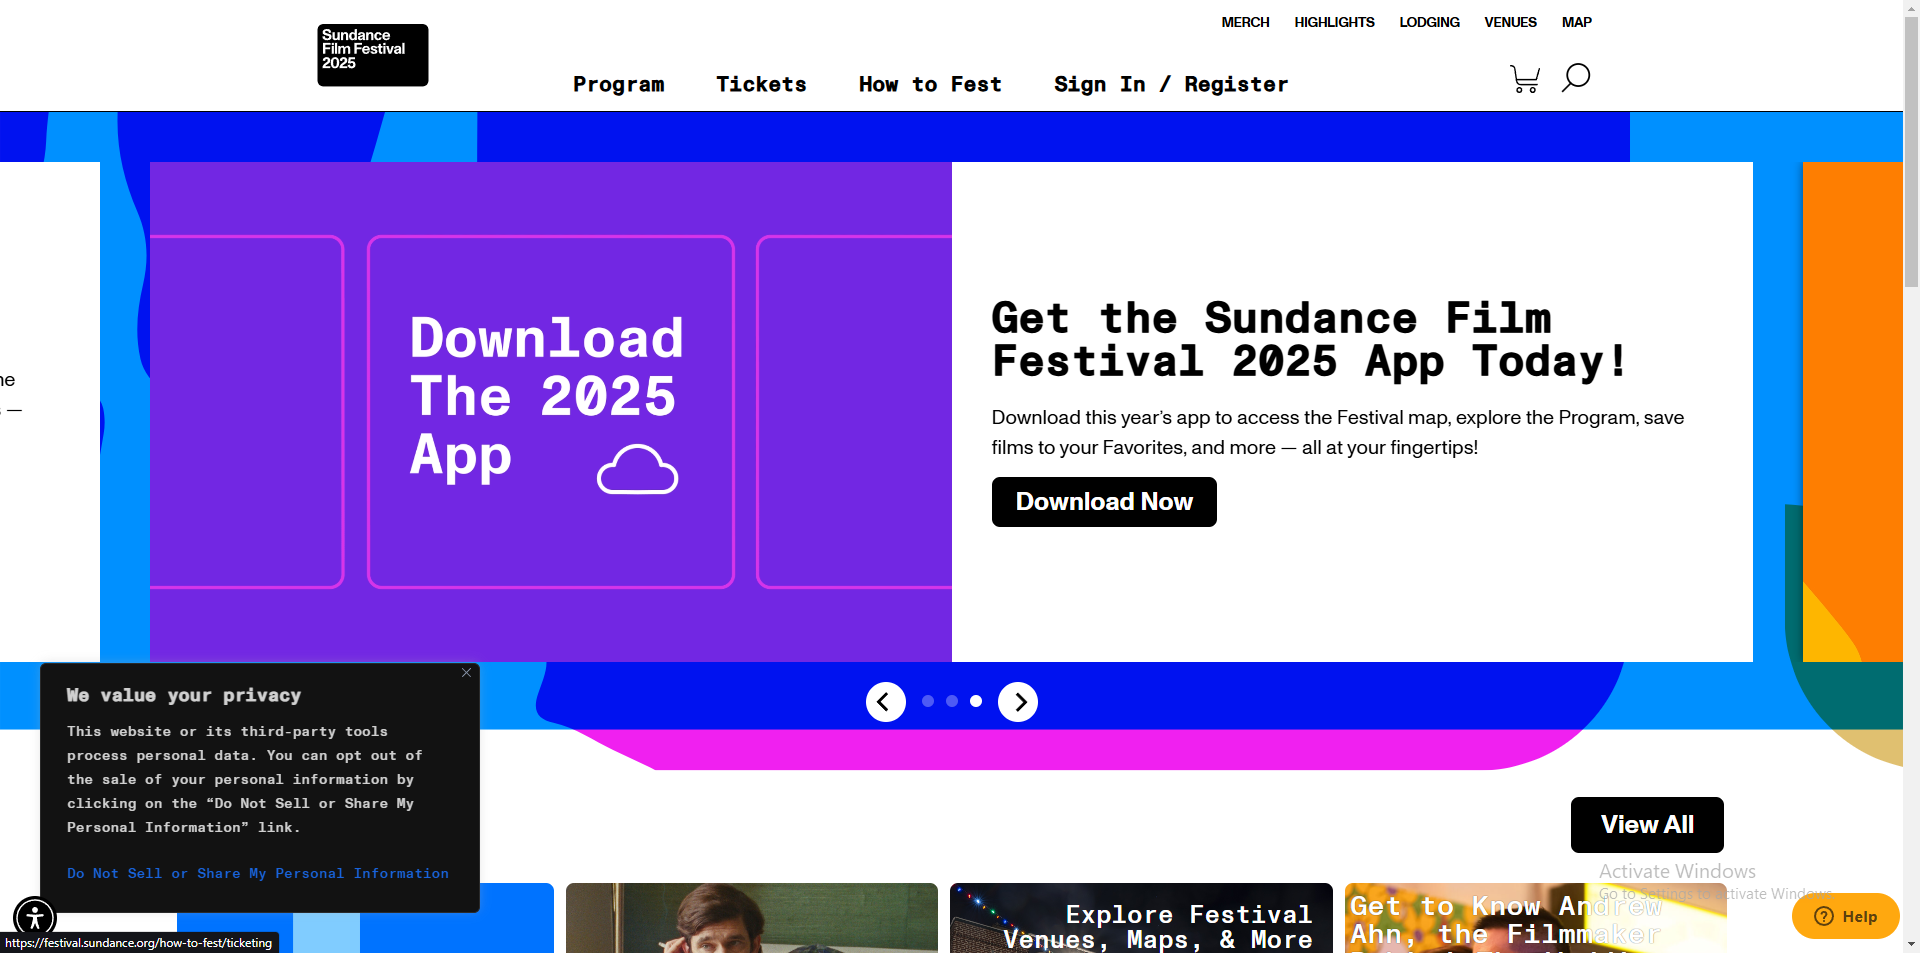 MERCH HIGHLIGHTS LODGING VENUES MAP
Sundance
Film Festival
2025
Program Tickets How to Fest Sign In / Register
Download
The 2025
App
Get the Sundance Film
Festival 2025 App Today!
Download this year’s app to access the Festival map, explore the Program, save
films to your Favorites, and more — all at your fingertips!
Download Now
We value your privacy
This website or its third-party tools
process personal data. You can opt out of
the sale of your personal information by
clicking on the “Do Not Sell or Share My
Personal Information” link.
Do Not Sell or Share My Personal Information
View All
Activate Windows
Go to Settings to activate Windows.
Explore Festival
Venues, Maps, & More
Get to Know Andrew
Ahn, the Filmmaker
Help
https://festival.sundance.org/how-to-fest/ticketing